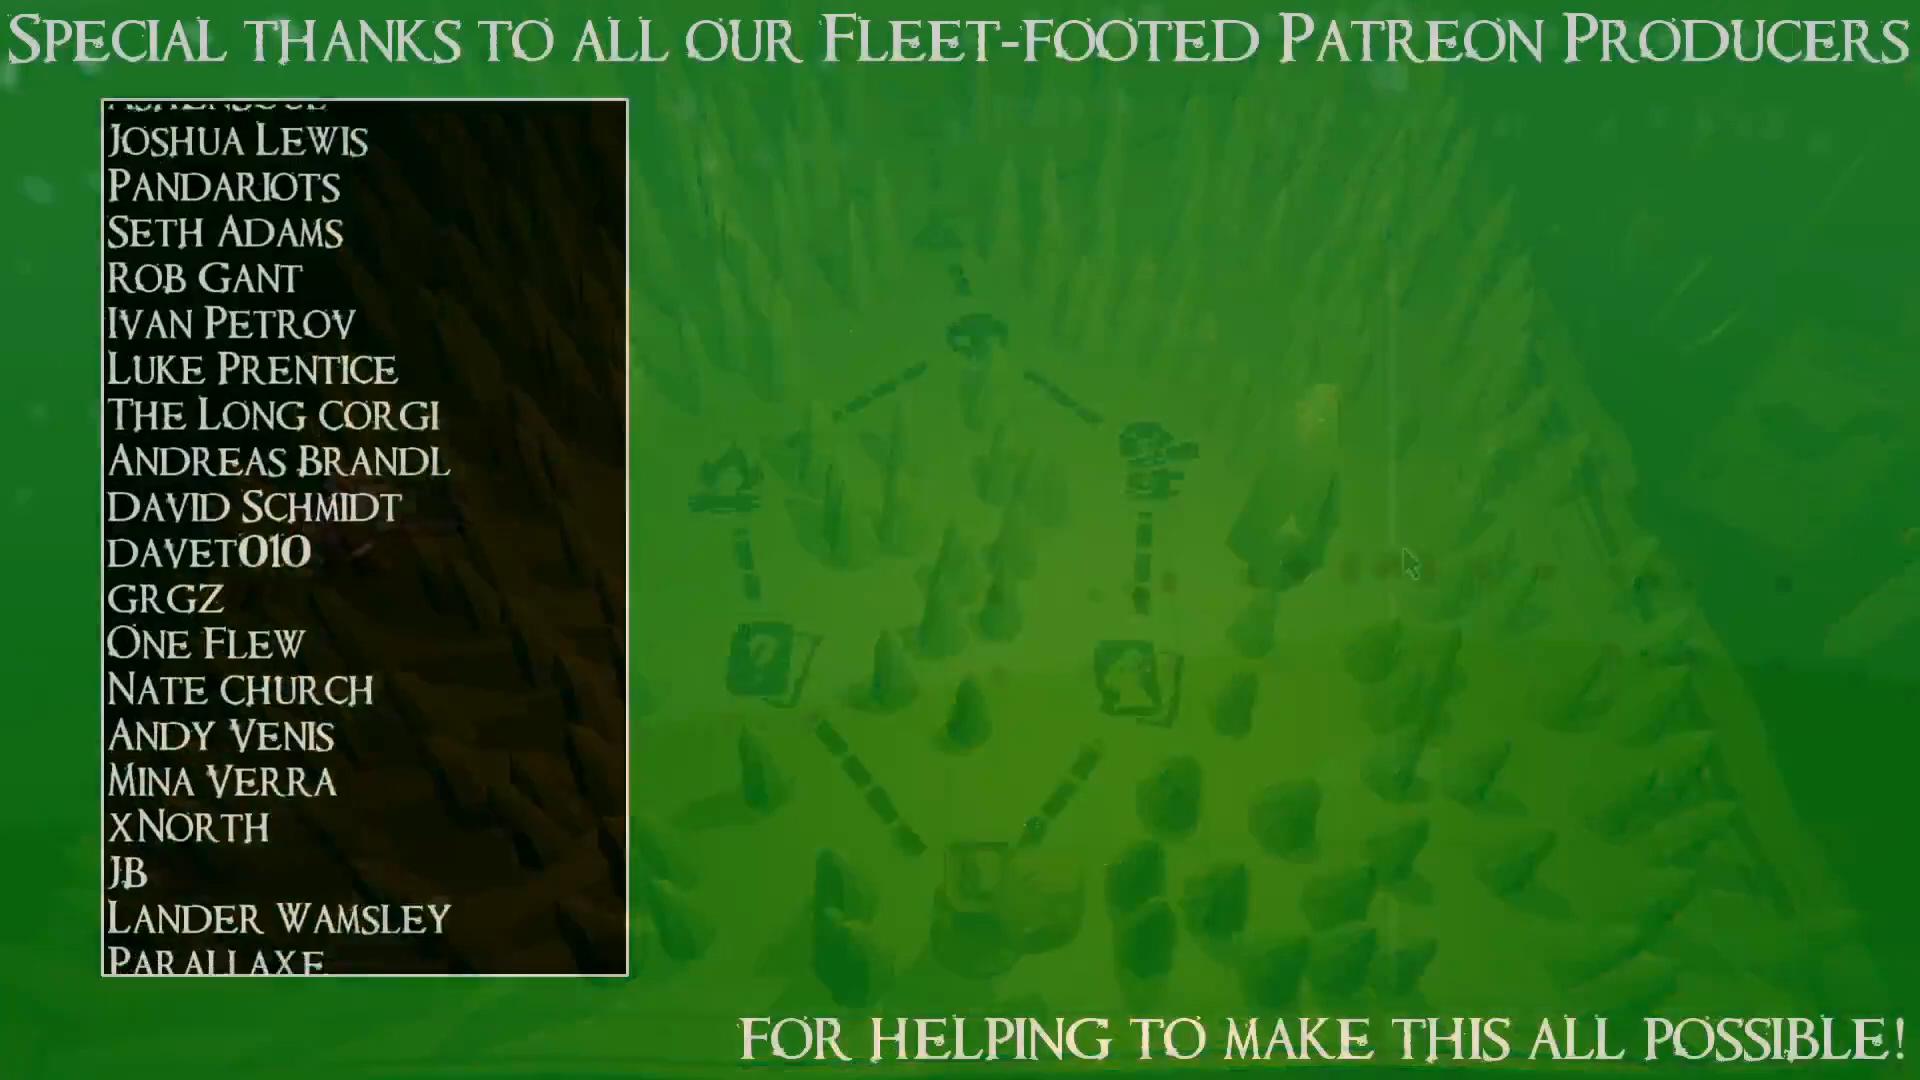 Special thanks to all our Fleet-footed Patreon Producers
Joshua Lewis
Pandariots
Seth Adams
Rob Gant
Ivan Petrov
Luke Prentice
The Long corgi
Andreas Brandl
David Schmidt
davet010
grgz
One Flew
Nate church
Andy Venis
Mina Verra
xNorth
JB
Lander Wamsley
Parallaxe
for helping to make this all possible!